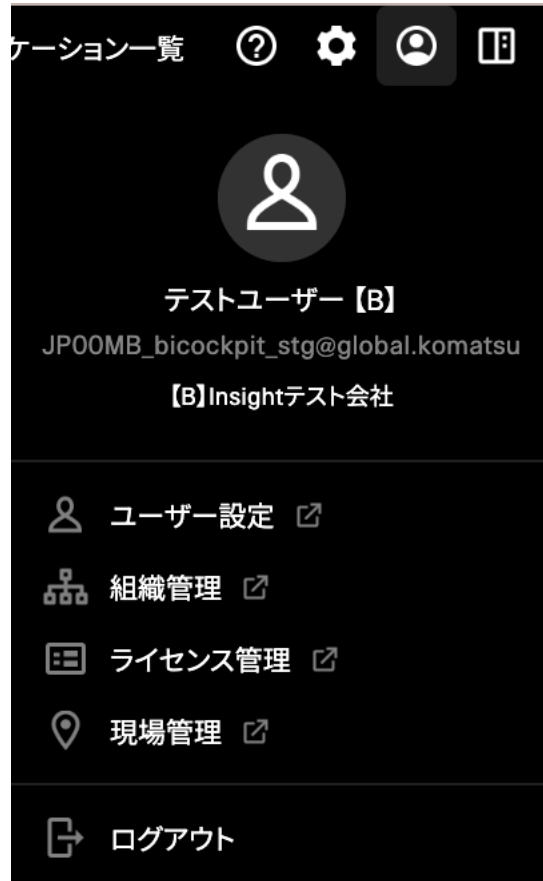 ケーション一覧
テストユーザー【B】
JP00MB_bicockpit_stg@global.komatsu
【B】Insightテスト会社
ユーザー設定
組織管理
ライセンス管理
現場管理
ログアウト